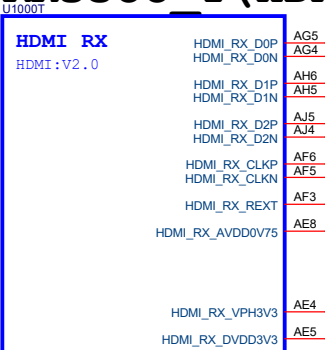 U1000T
HDMI RX
HDMI:V2.0
HDMI_RX_D0P AG5
HDMI_RX_D0N AG4
HDMI_RX_D1P AH6
HDMI_RX_D1N AH5
HDMI_RX_D2P AJ5
HDMI_RX_D2N AJ4
HDMI_RX_CLKP AF6
HDMI_RX_CLKN AF5
HDMI_RX_REXT AF3
HDMI_RX_AVDD0V75 AE8
HDMI_RX_VPH3V3 AE4
HDMI_RX_DVDD3V3 AE5